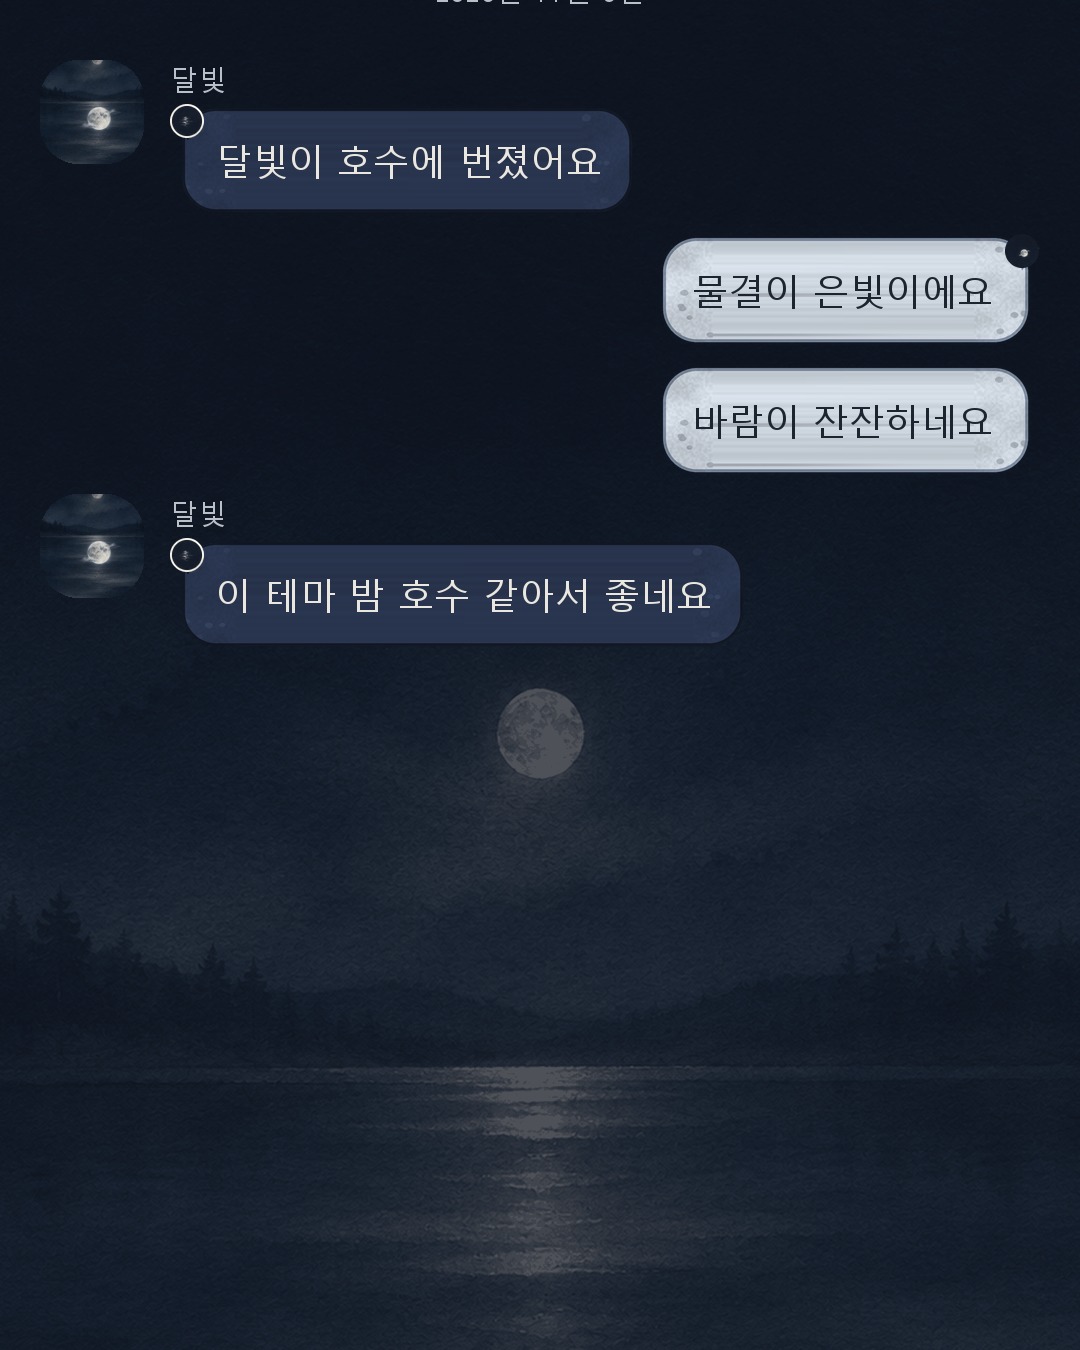 달빛
달빛이 호수에 번졌어요
물결이 은빛이에요
바람이 잔잔하네요
달빛
이 테마 밤 호수 같아서 좋네요